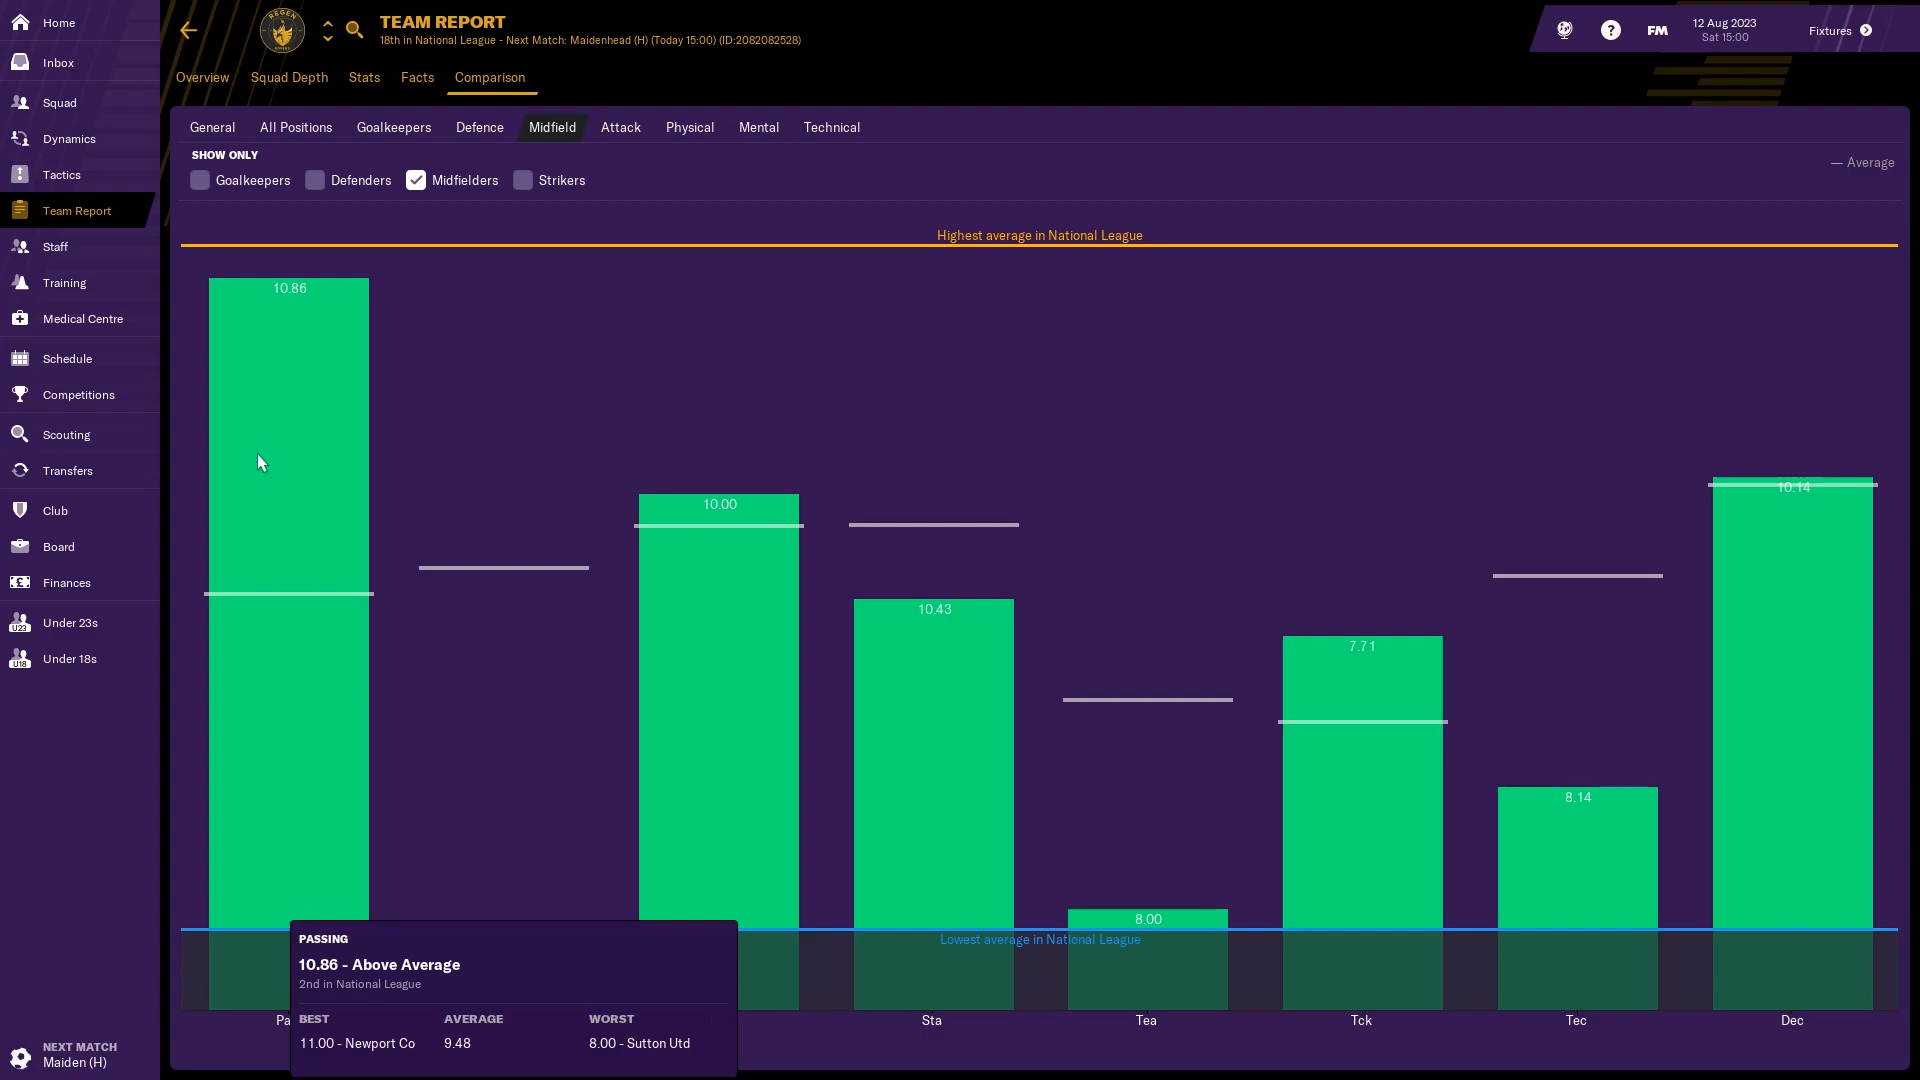 Home
Inbox
Squad
Dynamics
Tactics
Team Report
Staff
Training
Medical Centre
Schedule
Competitions
Scouting
Transfers
Club
Board
Finances
U23
Under 23s
U18
Under 18s
NEXT MATCH
Maiden (H)
REGEN
TEAM REPORT
18th in National League - Next Match: Maidenhead (H) (Today 15:00) (ID:2082082528)
?
FM
12 Aug 2023
Sat 15:00
Fixtures
Overview Squad Depth Stats Facts Comparison
General All Positions Goalkeepers Defence Midfield Attack Physical Mental Technical
SHOW ONLY
Goalkeepers Defenders Midfielders Strikers
— Average
Highest average in National League
10.86
10.00
10.43
8.00
7.71
8.14
10.14
Lowest average in National League
Pa
Sta
Tea
Tck
Tec
Dec
PASSING
10.86 - Above Average
2nd in National League
BEST AVERAGE WORST
11.00 - Newport Co 9.48 8.00 - Sutton Utd